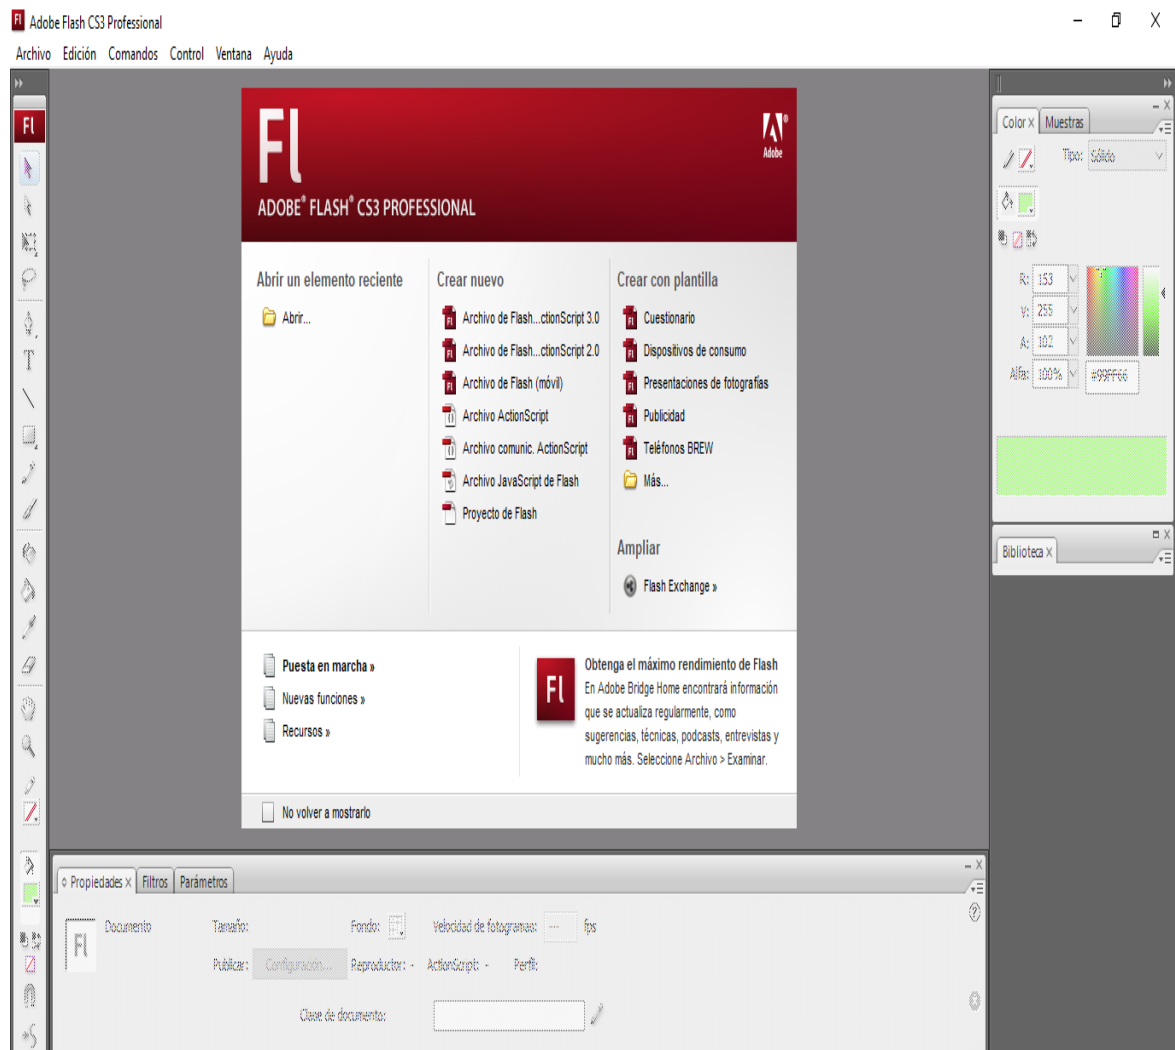 Fl Adobe Flash CS3 Professional
Archivo Edición Comandos Control Ventana Ayuda
Fl
Fl
Adobe
ADOBE® FLASH® CS3 PROFESSIONAL
Abrir un elemento reciente
Abrir...
Crear nuevo
Archivo de Flash...ctionScript 3.0
Archivo de Flash...ctionScript 2.0
Archivo de Flash (móvil)
Archivo ActionScript
Archivo comunic. ActionScript
Archivo JavaScript de Flash
Proyecto de Flash
Crear con plantilla
Cuestionario
Dispositivos de consumo
Presentaciones de fotografías
Publicidad
Teléfonos BREW
Más...
Ampliar
Flash Exchange »
Puesta en marcha »
Nuevas funciones »
Recursos »
Fl
Obtenga el máximo rendimiento de Flash
En Adobe Bridge Home encontrará información
que se actualiza regularmente, como
sugerencias, técnicas, podcasts, entrevistas y
mucho más. Seleccione Archivo > Examinar.
No volver a mostrarlo
Color Muestras
Tipo: Sólido
R: 153
V: 255
A: 102
Alfa: 100% #99FF66
Biblioteca
Propiedades Filtros Parámetros
Fl
Documento Tamaño: Fondo: Velocidad de fotogramas: --- fps
Publicar: Configuración... Reproductor: - ActionScript: - Perfil:
Clase de documento: